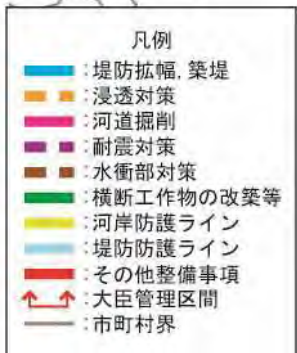 凡例
:堤防拡幅,築堤
:浸透対策
:河道掘削
:耐震対策
:水衝部対策
:横断工作物の改築等
:河岸防護ライン
:堤防防護ライン
:その他整備事項
:大臣管理区間
:市町村界